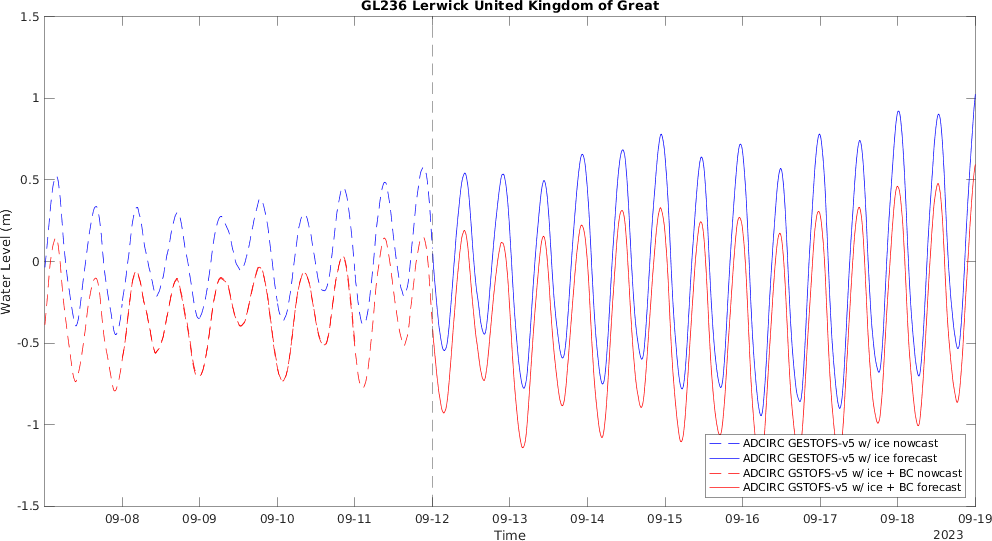 GL236 Lerwick United Kingdom of Great
1.5
1
0.5
0
-0.5
-1
-1.5
Water Level (m)
09-08
09-09
09-10
09-11
09-12
09-13
09-14
09-15
09-16
09-17
09-18
09-19
Time
2023
ADCIRC GESTOFS-v5 w/ ice nowcast
ADCIRC GESTOFS-v5 w/ ice forecast
ADCIRC GSTOFS-v5 w/ ice + BC nowcast
ADCIRC GSTOFS-v5 w/ ice + BC forecast